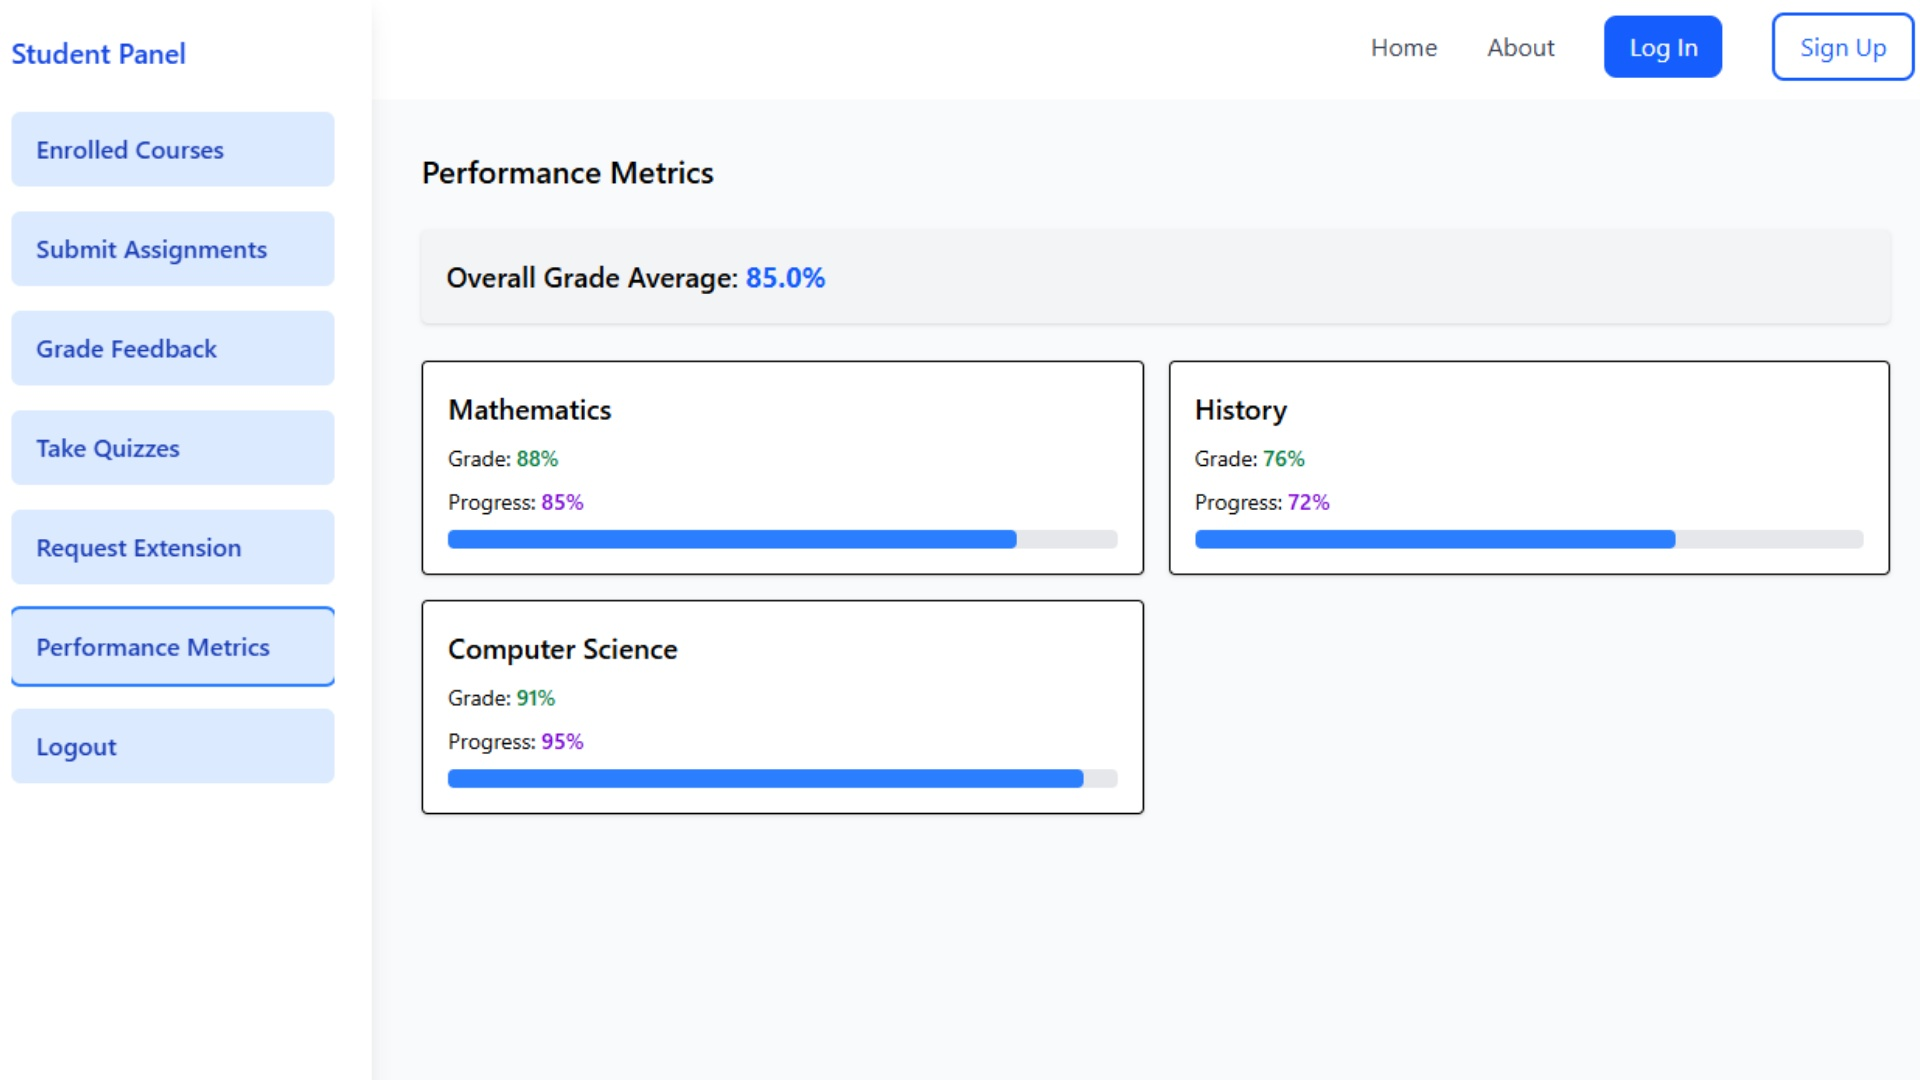 Student Panel
Home
About
Log In
Sign Up
Enrolled Courses
Submit Assignments
Grade Feedback
Take Quizzes
Request Extension
Performance Metrics
Logout
Performance Metrics
Overall Grade Average: 85.0%
Mathematics
Grade: 88%
Progress: 85%
History
Grade: 76%
Progress: 72%
Computer Science
Grade: 91%
Progress: 95%